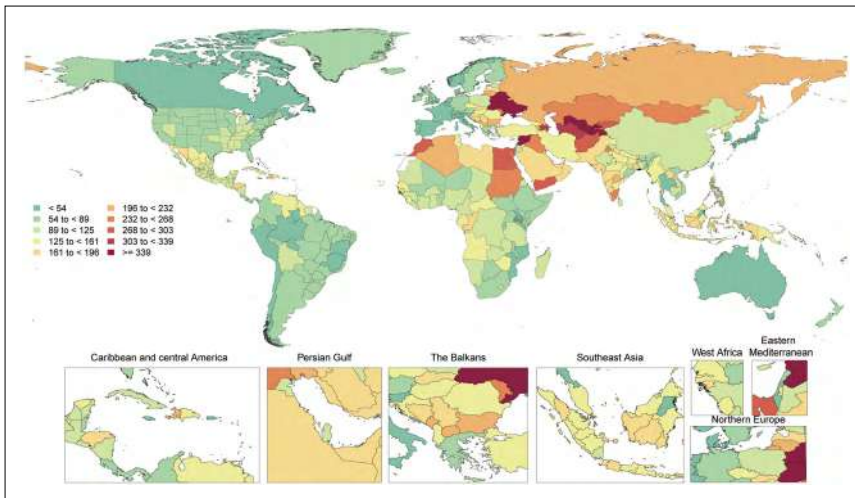 < 54
54 to < 89
89 to < 125
125 to < 161
161 to < 196
196 to < 232
232 to < 268
268 to < 303
303 to < 339
>= 339
Caribbean and central America
Persian Gulf
The Balkans
Southeast Asia
West Africa
Eastern
Mediterranean
Northern Europe